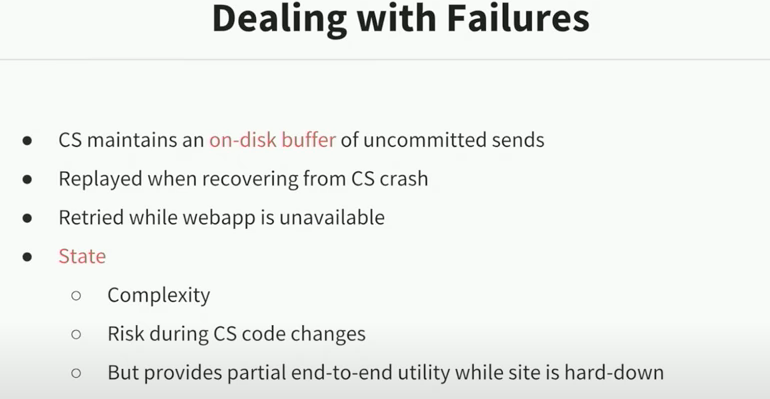 Dealing with Failures
● CS maintains an on-disk buffer of uncommitted sends
● Replayed when recovering from CS crash
● Retried while webapp is unavailable
● State
○ Complexity
○ Risk during CS code changes
○ But provides partial end-to-end utility while site is hard-down